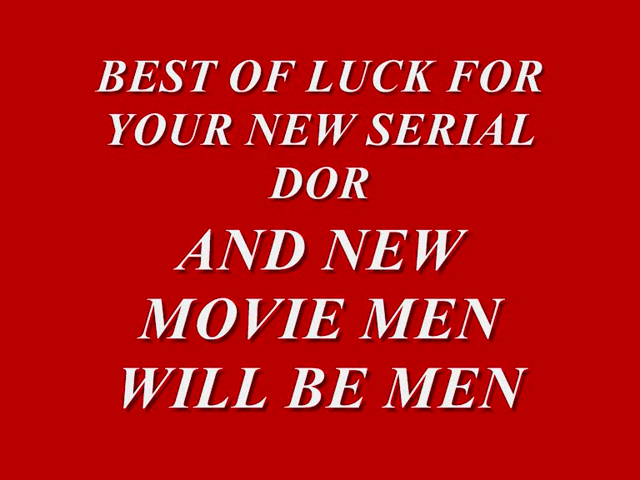 BEST OF LUCK FOR
YOUR NEW SERIAL
DOR
AND NEW
MOVIE MEN
WILL BE MEN